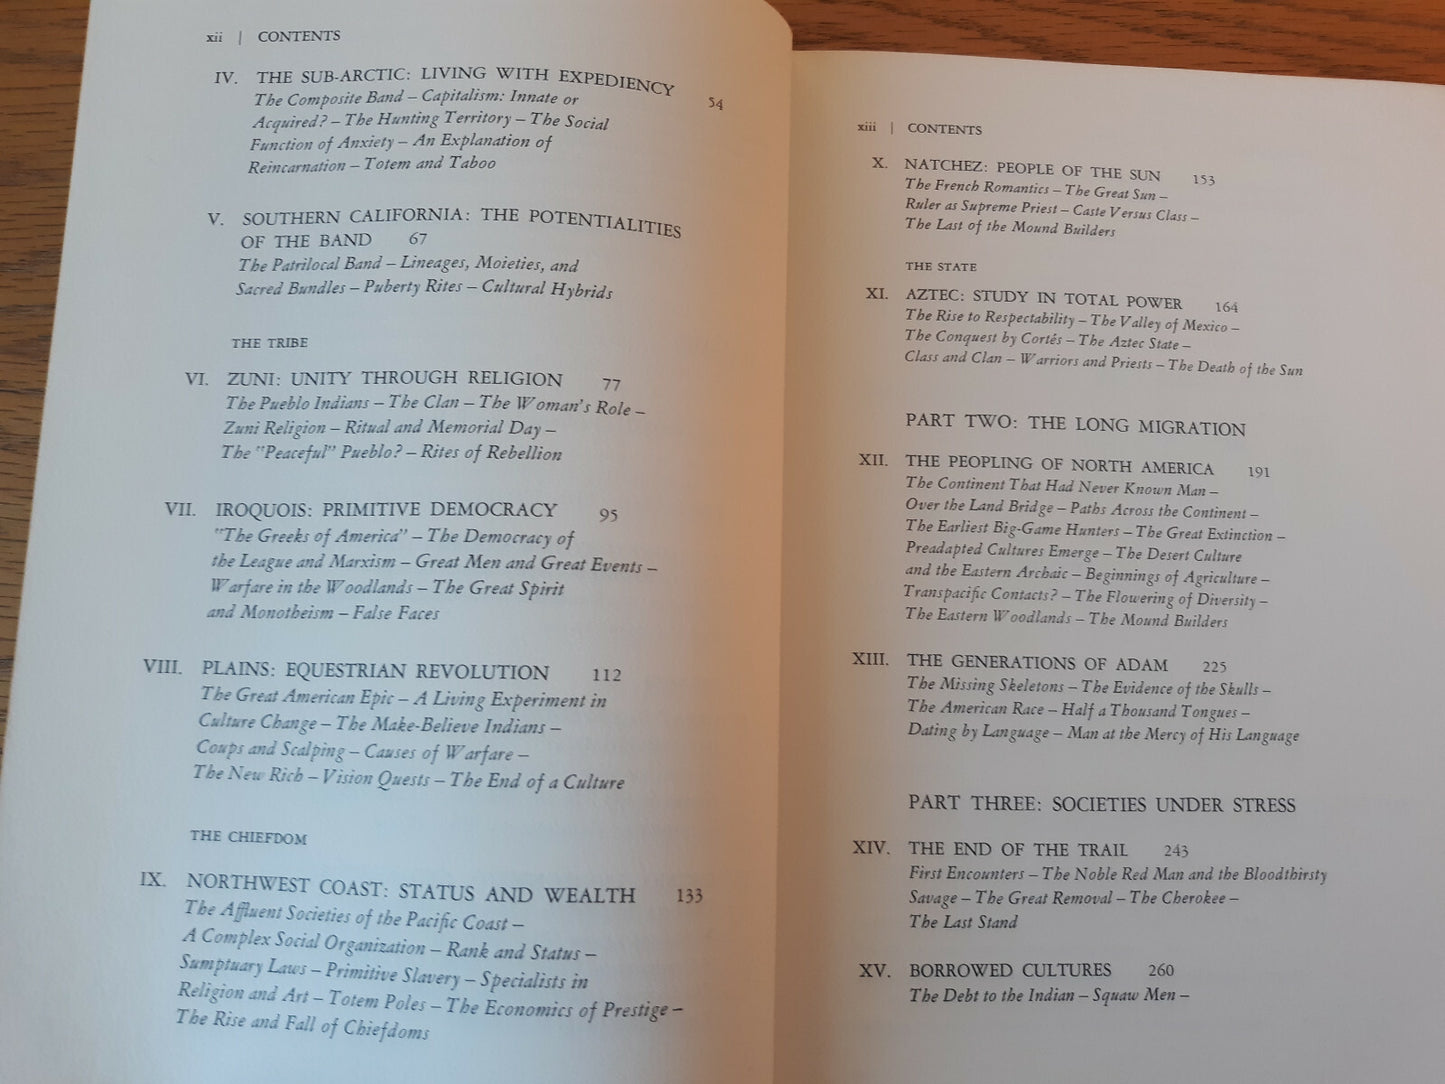 xii | CONTENTS
IV. THE SUB-ARCTIC: LIVING WITH EXPEDIENCY 54
The Composite Band – Capitalism: Innate or
Acquired? – The Hunting Territory – The Social
Function of Anxiety – An Explanation of
Reincarnation – Totem and Taboo
V. SOUTHERN CALIFORNIA: THE POTENTIALITIES
OF THE BAND 67
The Patrilocal Band – Lineages, Moieties, and
Sacred Bundles – Puberty Rites – Cultural Hybrids
THE TRIBE
VI. ZUNI: UNITY THROUGH RELIGION 77
The Pueblo Indians – The Clan – The Woman's Role –
Zuni Religion – Ritual and Memorial Day –
The "Peaceful" Pueblo? – Rites of Rebellion
VII. IROQUOIS: PRIMITIVE DEMOCRACY 95
"The Greeks of America" – The Democracy of
the League and Marxism – Great Men and Great Events –
Warfare in the Woodlands – The Great Spirit
and Monotheism – False Faces
VIII. PLAINS: EQUESTRIAN REVOLUTION 112
The Great American Epic – A Living Experiment in
Culture Change – The Make-Believe Indians –
Coups and Scalping – Causes of Warfare –
The New Rich – Vision Quests – The End of a Culture
THE CHIEFDOM
IX. NORTHWEST COAST: STATUS AND WEALTH 133
The Affluent Societies of the Pacific Coast –
A Complex Social Organization – Rank and Status –
Sumptuary Laws – Primitive Slavery – Specialists in
Religion and Art – Totem Poles – The Economics of Prestige –
The Rise and Fall of Chiefdoms
xiii | CONTENTS
X. NATCHEZ: PEOPLE OF THE SUN 153
The French Romantics – The Great Sun –
Ruler as Supreme Priest – Caste Versus Class –
The Last of the Mound Builders
THE STATE
XI. AZTEC: STUDY IN TOTAL POWER 164
The Rise to Respectability – The Valley of Mexico –
The Conquest by Cortés – The Aztec State –
Class and Clan – Warriors and Priests – The Death of the Sun
PART TWO: THE LONG MIGRATION
XII. THE PEOPLING OF NORTH AMERICA 191
The Continent That Had Never Known Man –
Over the Land Bridge – Paths Across the Continent –
The Earliest Big-Game Hunters – The Great Extinction –
Preadapted Cultures Emerge – The Desert Culture
and the Eastern Archaic – Beginnings of Agriculture –
Transpacific Contacts? – The Flowering of Diversity –
The Eastern Woodlands – The Mound Builders
XIII. THE GENERATIONS OF ADAM 225
The Missing Skeletons – The Evidence of the Skulls –
The American Race – Half a Thousand Tongues –
Dating by Language – Man at the Mercy of His Language
PART THREE: SOCIETIES UNDER STRESS
XIV. THE END OF THE TRAIL 243
First Encounters – The Noble Red Man and the Bloodthirsty
Savage – The Great Removal – The Cherokee –
The Last Stand
XV. BORROWED CULTURES 260
The Debt to the Indian – Squaw Men –